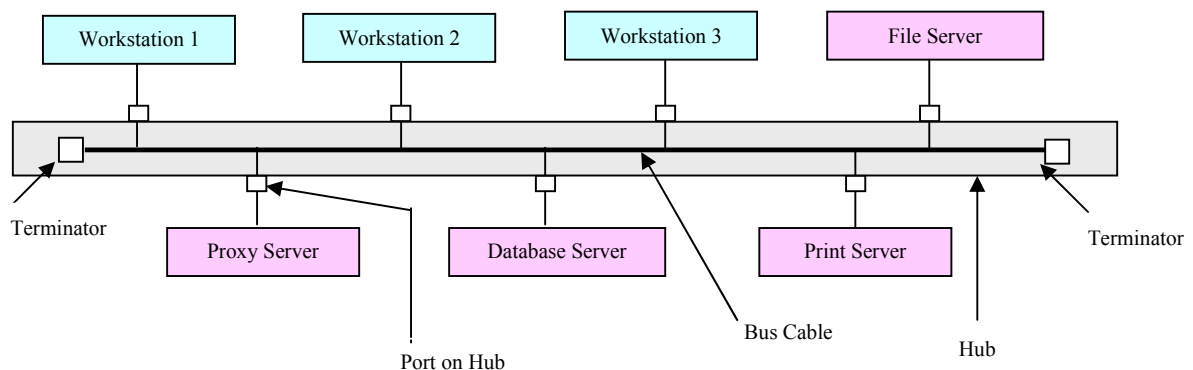 Workstation 1
Workstation 2
Workstation 3
File Server
Terminator
Proxy Server
Database Server
Print Server
Terminator
Bus Cable
Port on Hub
Hub